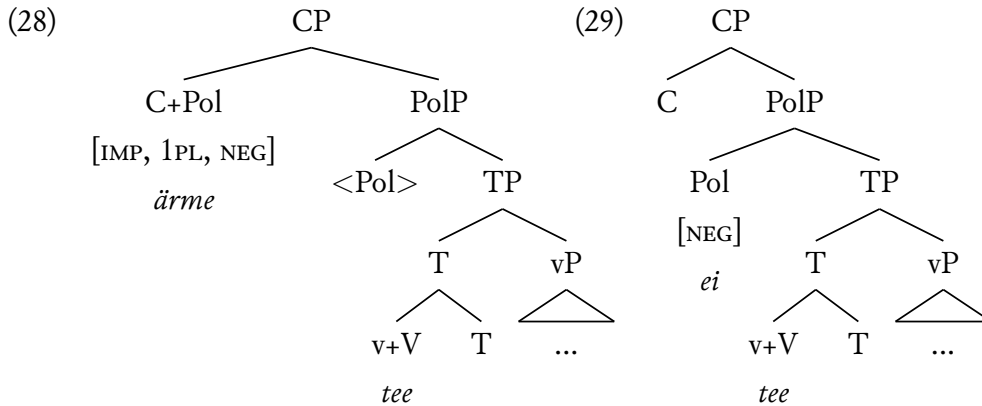 (28) CP (29) CP
C+Pol PolP C PolP
[IMP, 1PL, NEG] <Pol> TP Pol TP
ärme [NEG]
T vP ei T vP
v+V T ... v+V T ...
tee tee